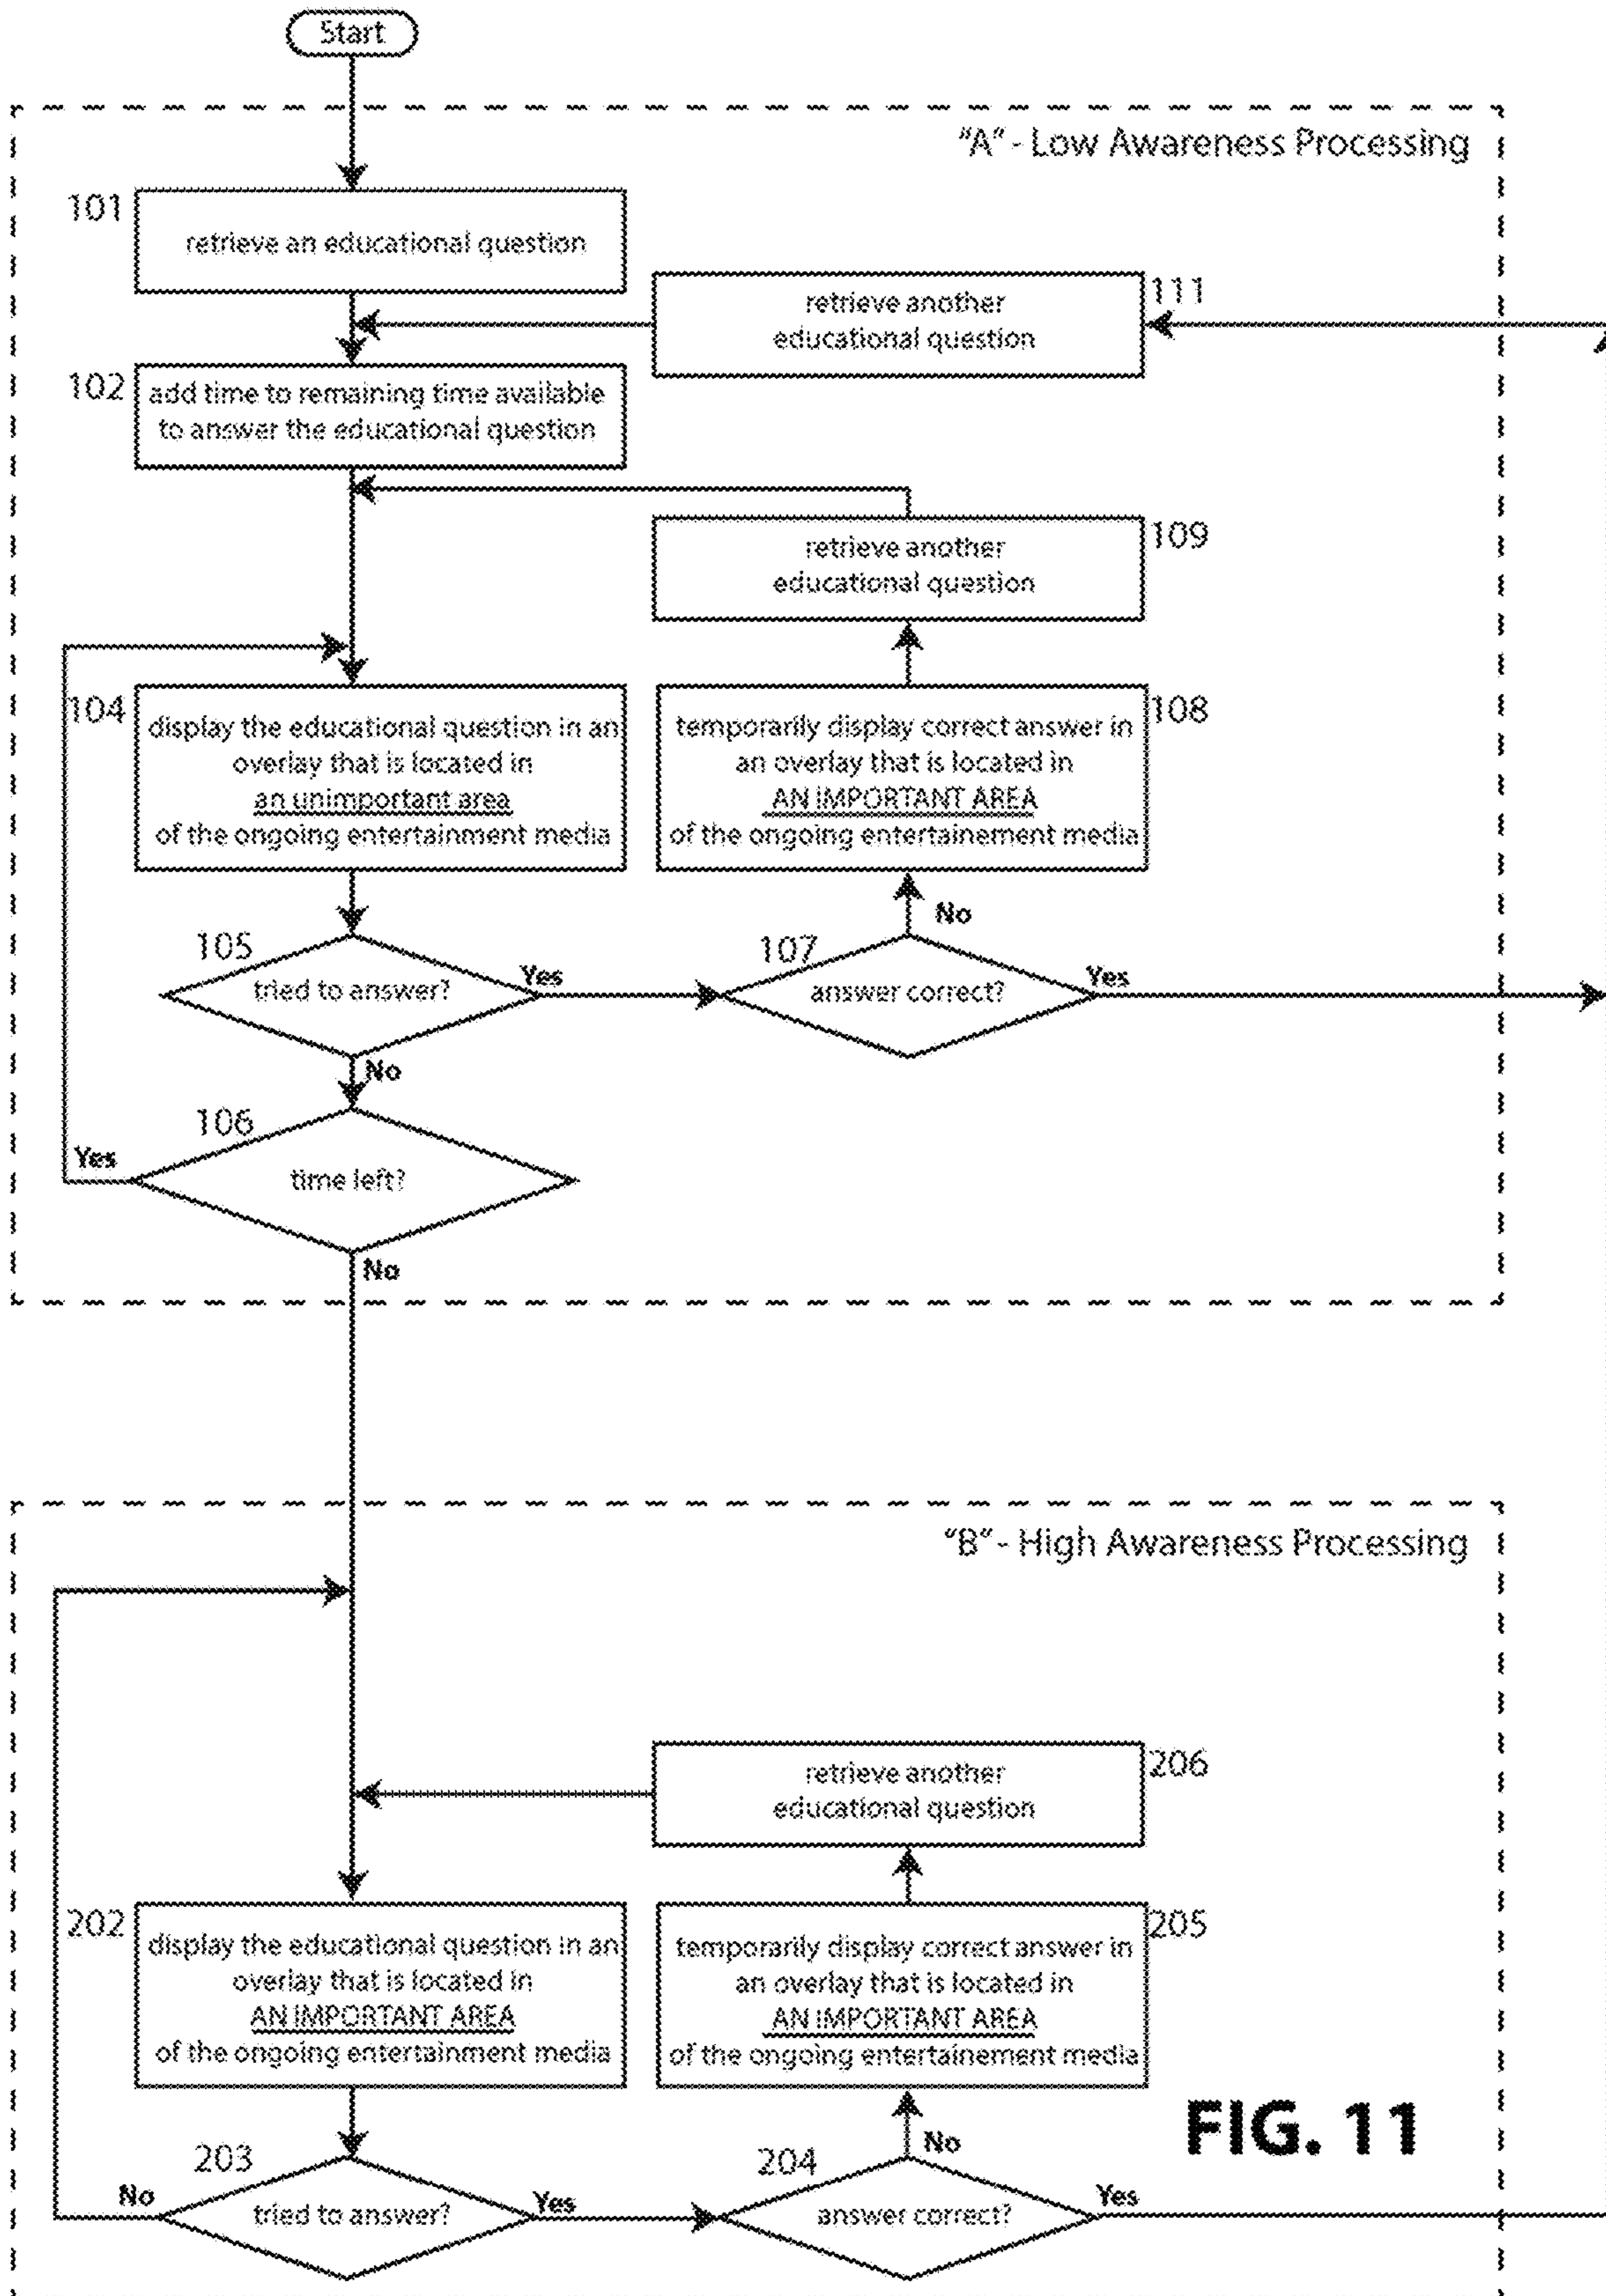 Start
"A" - Low Awareness Processing
101
retrieve an educational question
111
retrieve another
educational question
102
add time to remaining time available
to answer the educational question
109
retrieve another
educational question
104
display the educational question in an
overlay that is located in
an unimportant area
of the ongoing entertainment media
108
temporarily display correct answer in
an overlay that is located in
AN IMPORTANT AREA
of the ongoing entertainement media
No
105
tried to answer?
Yes
107
answer correct?
Yes
No
106
time left?
Yes
No
"B" - High Awareness Processing
206
retrieve another
educational question
202
display the educational question in an
overlay that is located in
AN IMPORTANT AREA
of the ongoing entertainment media
205
temporarily display correct answer in
an overlay that is located in
AN IMPORTANT AREA
of the ongoing entertainement media
FIG. 11
No
203
tried to answer?
No
Yes
204
answer correct?
Yes